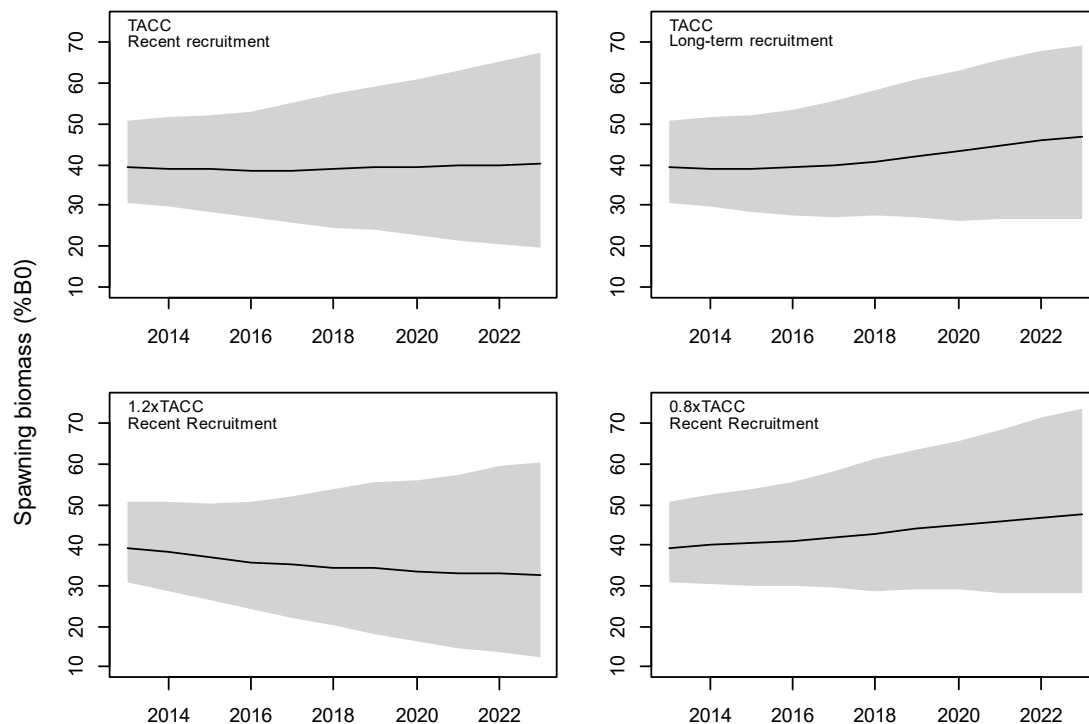 TACC
Recent recruitment
70
60
50
40
30
20
10
2014 2016 2018 2020 2022
TACC
Long-term recruitment
70
60
50
40
30
20
10
2014 2016 2018 2020 2022
Spawning biomass (%B0)
1.2xTACC
Recent Recruitment
70
60
50
40
30
20
10
2014 2016 2018 2020 2022
0.8xTACC
Recent Recruitment
70
60
50
40
30
20
10
2014 2016 2018 2020 2022